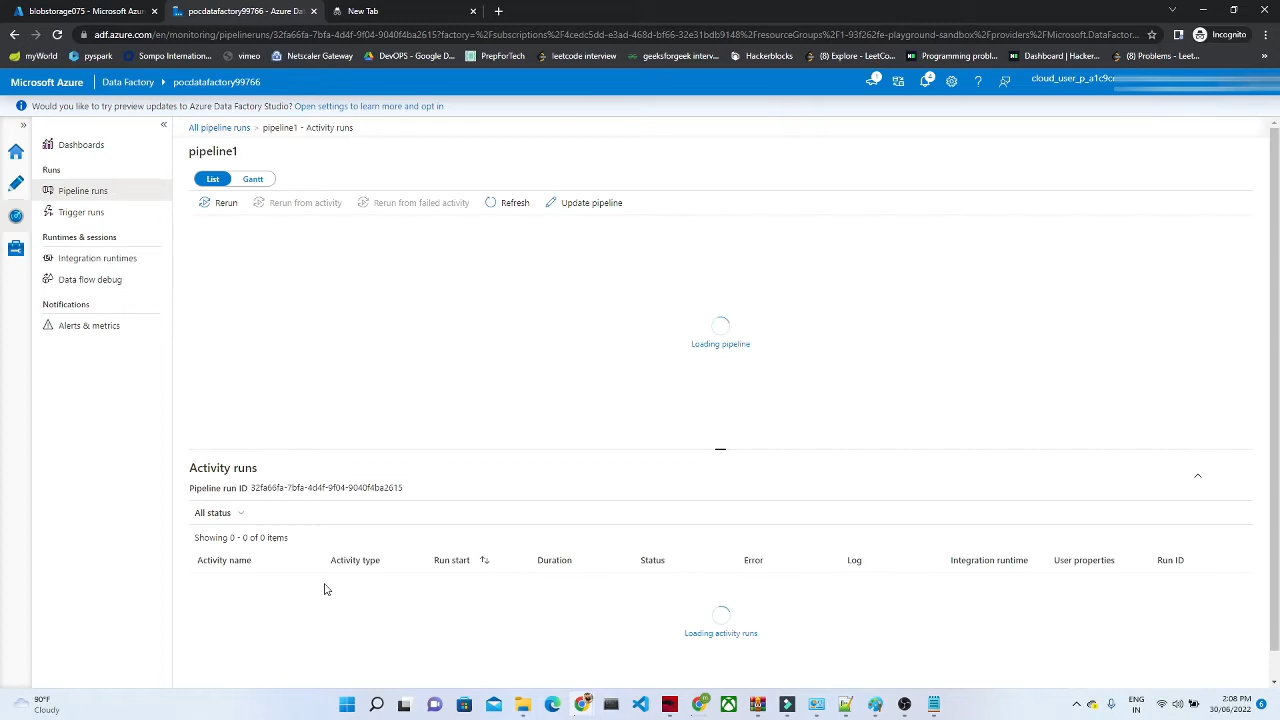 blobstorage075 - Microsoft Azure
pocdatafactory99766 - Azure Dat
New Tab
adf.azure.com/en/monitoring/pipelineruns/32fa66fa-7bfa-4d4f-9f04-9040f4ba2615?factory=%2Fsubscriptions%2F4cedc5dd-e3ad-468d-bf66-32e31bdb9148%2FresourceGroups%2F1-93f262fe-playground-sandbox%2Fproviders%2FMicrosoft.DataFactor...
Incognito
myWorld
pyspark
Sompo Internation...
vimeo
Cetascaller
DevOPS - Google D...
PrepForTech
leetcode interview
geeksforgeek interv...
Hackerblocks
(8) Explore - LeetCo...
Programming probl...
Dashboard | Hacker...
(8) Problems - Leet...
Microsoft Azure
Data Factory
pocdatafactory99766
1
4
Would you like to try preview updates to Azure Data Factory Studio? Open settings to learn more and opt in
Dashboards
Runs
Pipeline runs
Trigger runs
Runtimes & sessions
Integration runtimes
Data flow debug
Notifications
Alerts & metrics
All pipeline runs > pipeline1 - Activity runs
pipeline1
List
Gantt
Rerun
Rerun from activity
Rerun from failed activity
Refresh
Update pipeline
Loading pipeline
Activity runs
Pipeline run ID 32fa66fa-7bfa-4d4f-9f04-9040f4ba2615
All status
Showing 0 - 0 of 0 items
Activity name
Activity type
Run start
Duration
Status
Error
Log
Integration runtime
User properties
Run ID
Loading activity runs
90°F
Cloudy
ENG
IN
2:08 PM
30/06/2022
6